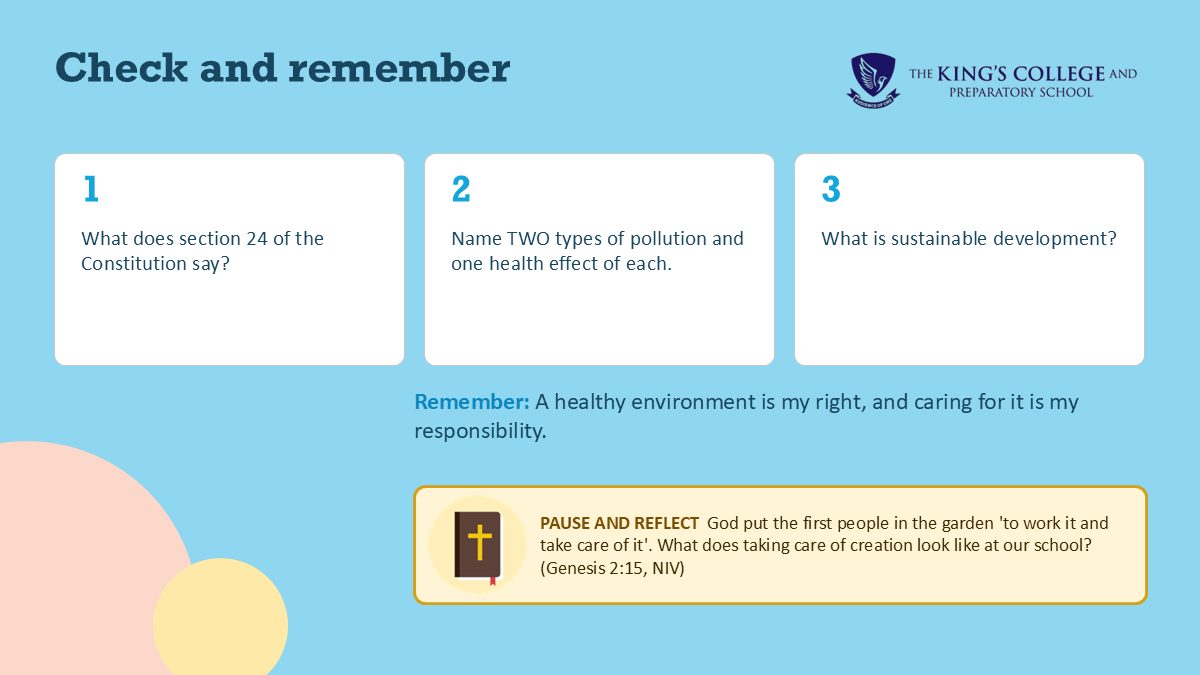 Check and remember
THE KING'S COLLEGE AND
PREPARATORY SCHOOL
AUDIENCE OF ONE
1
What does section 24 of the
Constitution say?
2
Name TWO types of pollution and
one health effect of each.
3
What is sustainable development?
Remember: A healthy environment is my right, and caring for it is my
responsibility.
PAUSE AND REFLECT God put the first people in the garden 'to work it and
take care of it'. What does taking care of creation look like at our school?
(Genesis 2:15, NIV)